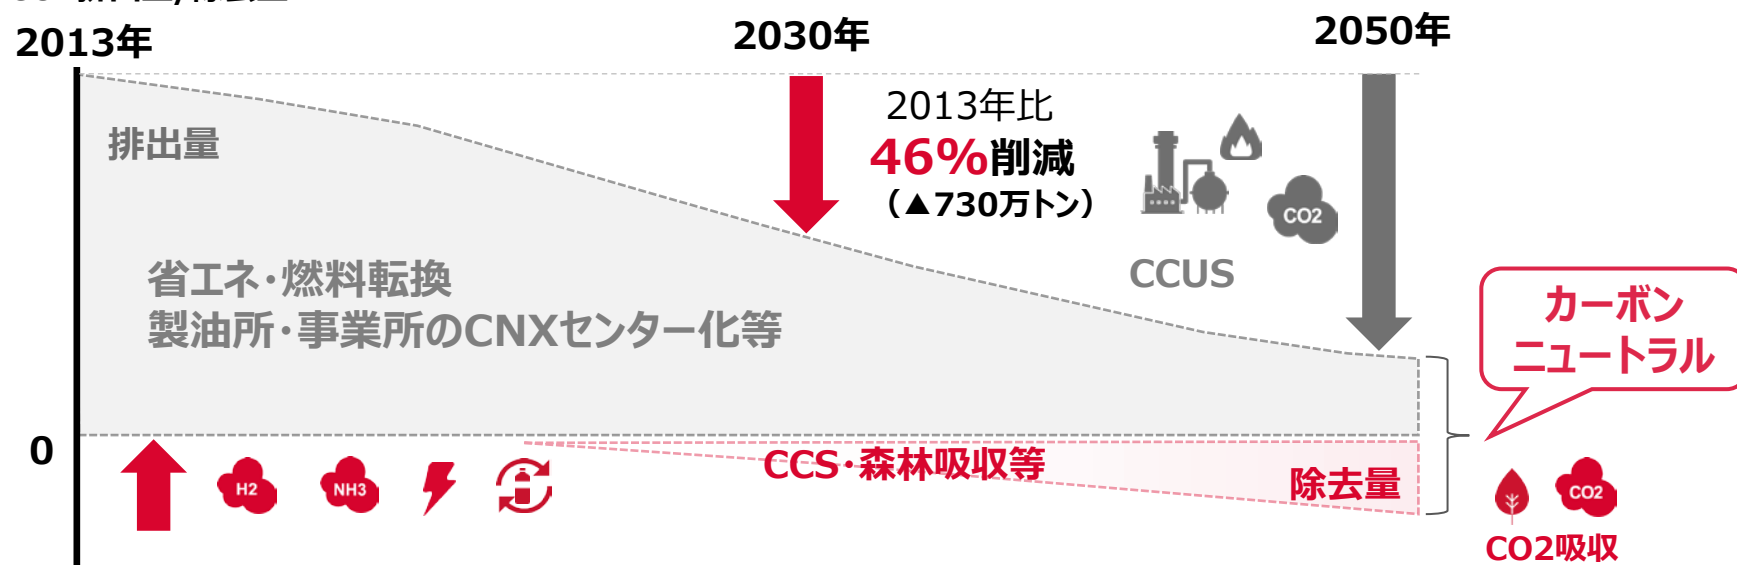 2013年
2030年
2050年
排出量
2013年比
46%削減
（▲730万トン）
CO2
CCUS
省エネ・燃料転換
製油所・事業所のCNXセンター化等
カーボン
ニュートラル
0
H2
NH3
CCS・森林吸収等
除去量
CO2
CO2吸収